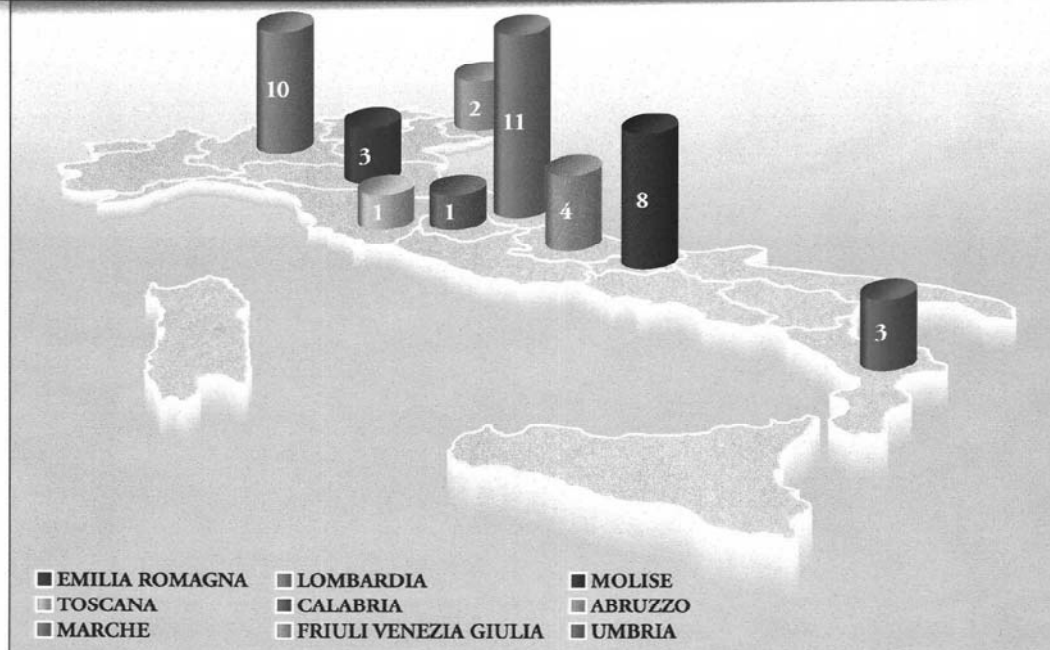 10
2
11
3
8
1
1
4
3
EMILIA ROMAGNA
LOMBARDIA
MOLISE
TOSCANA
CALABRIA
ABRUZZO
MARCHE
FRIULI VENEZIA GIULIA
UMBRIA